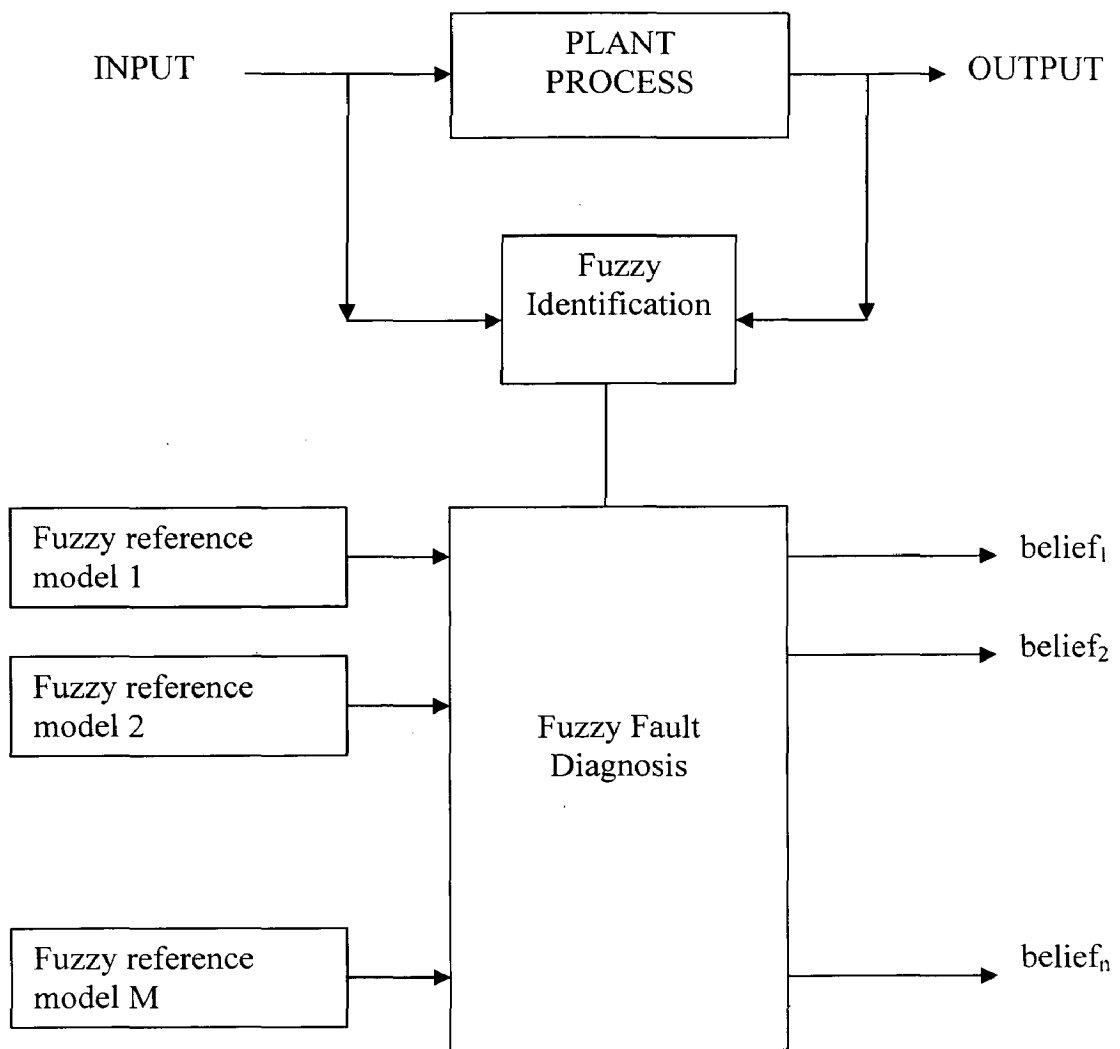 INPUT
PLANT
PROCESS
OUTPUT
Fuzzy
Identification
Fuzzy reference
model 1
belief₁
Fuzzy reference
model 2
belief₂
Fuzzy Fault
Diagnosis
Fuzzy reference
model M
beliefₙ